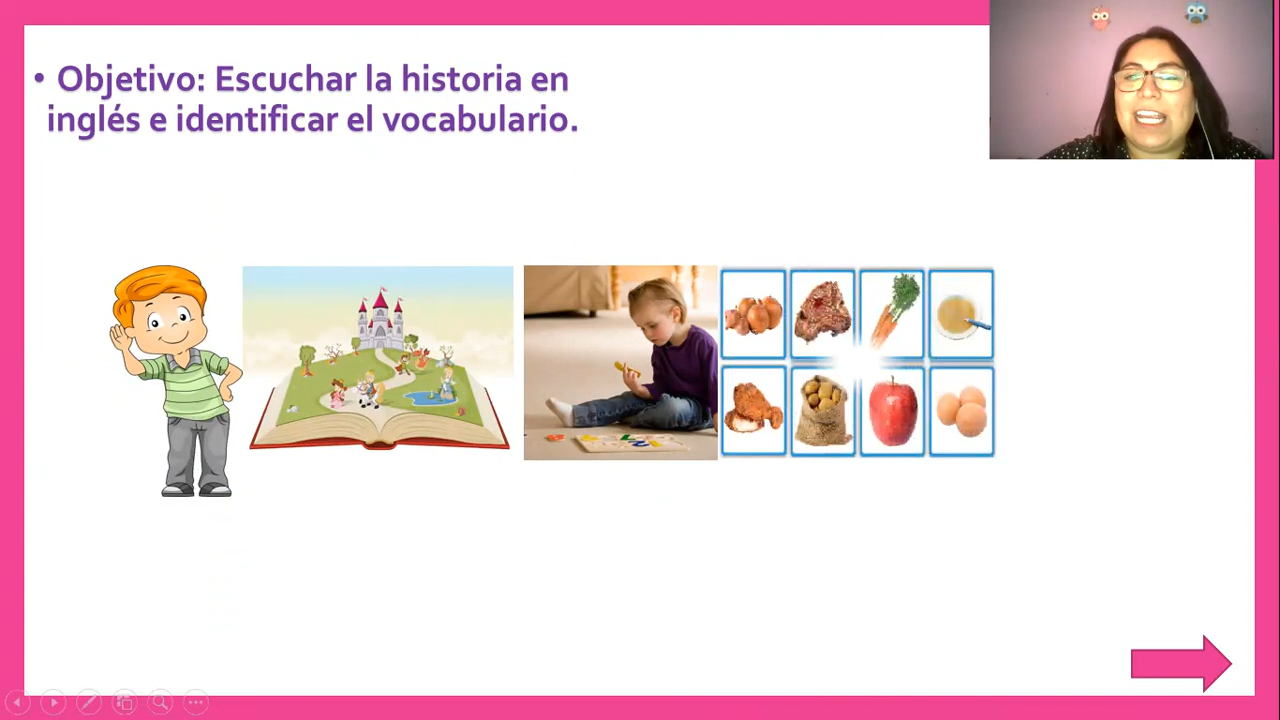 • Objetivo: Escuchar la historia en
inglés e identificar el vocabulario.